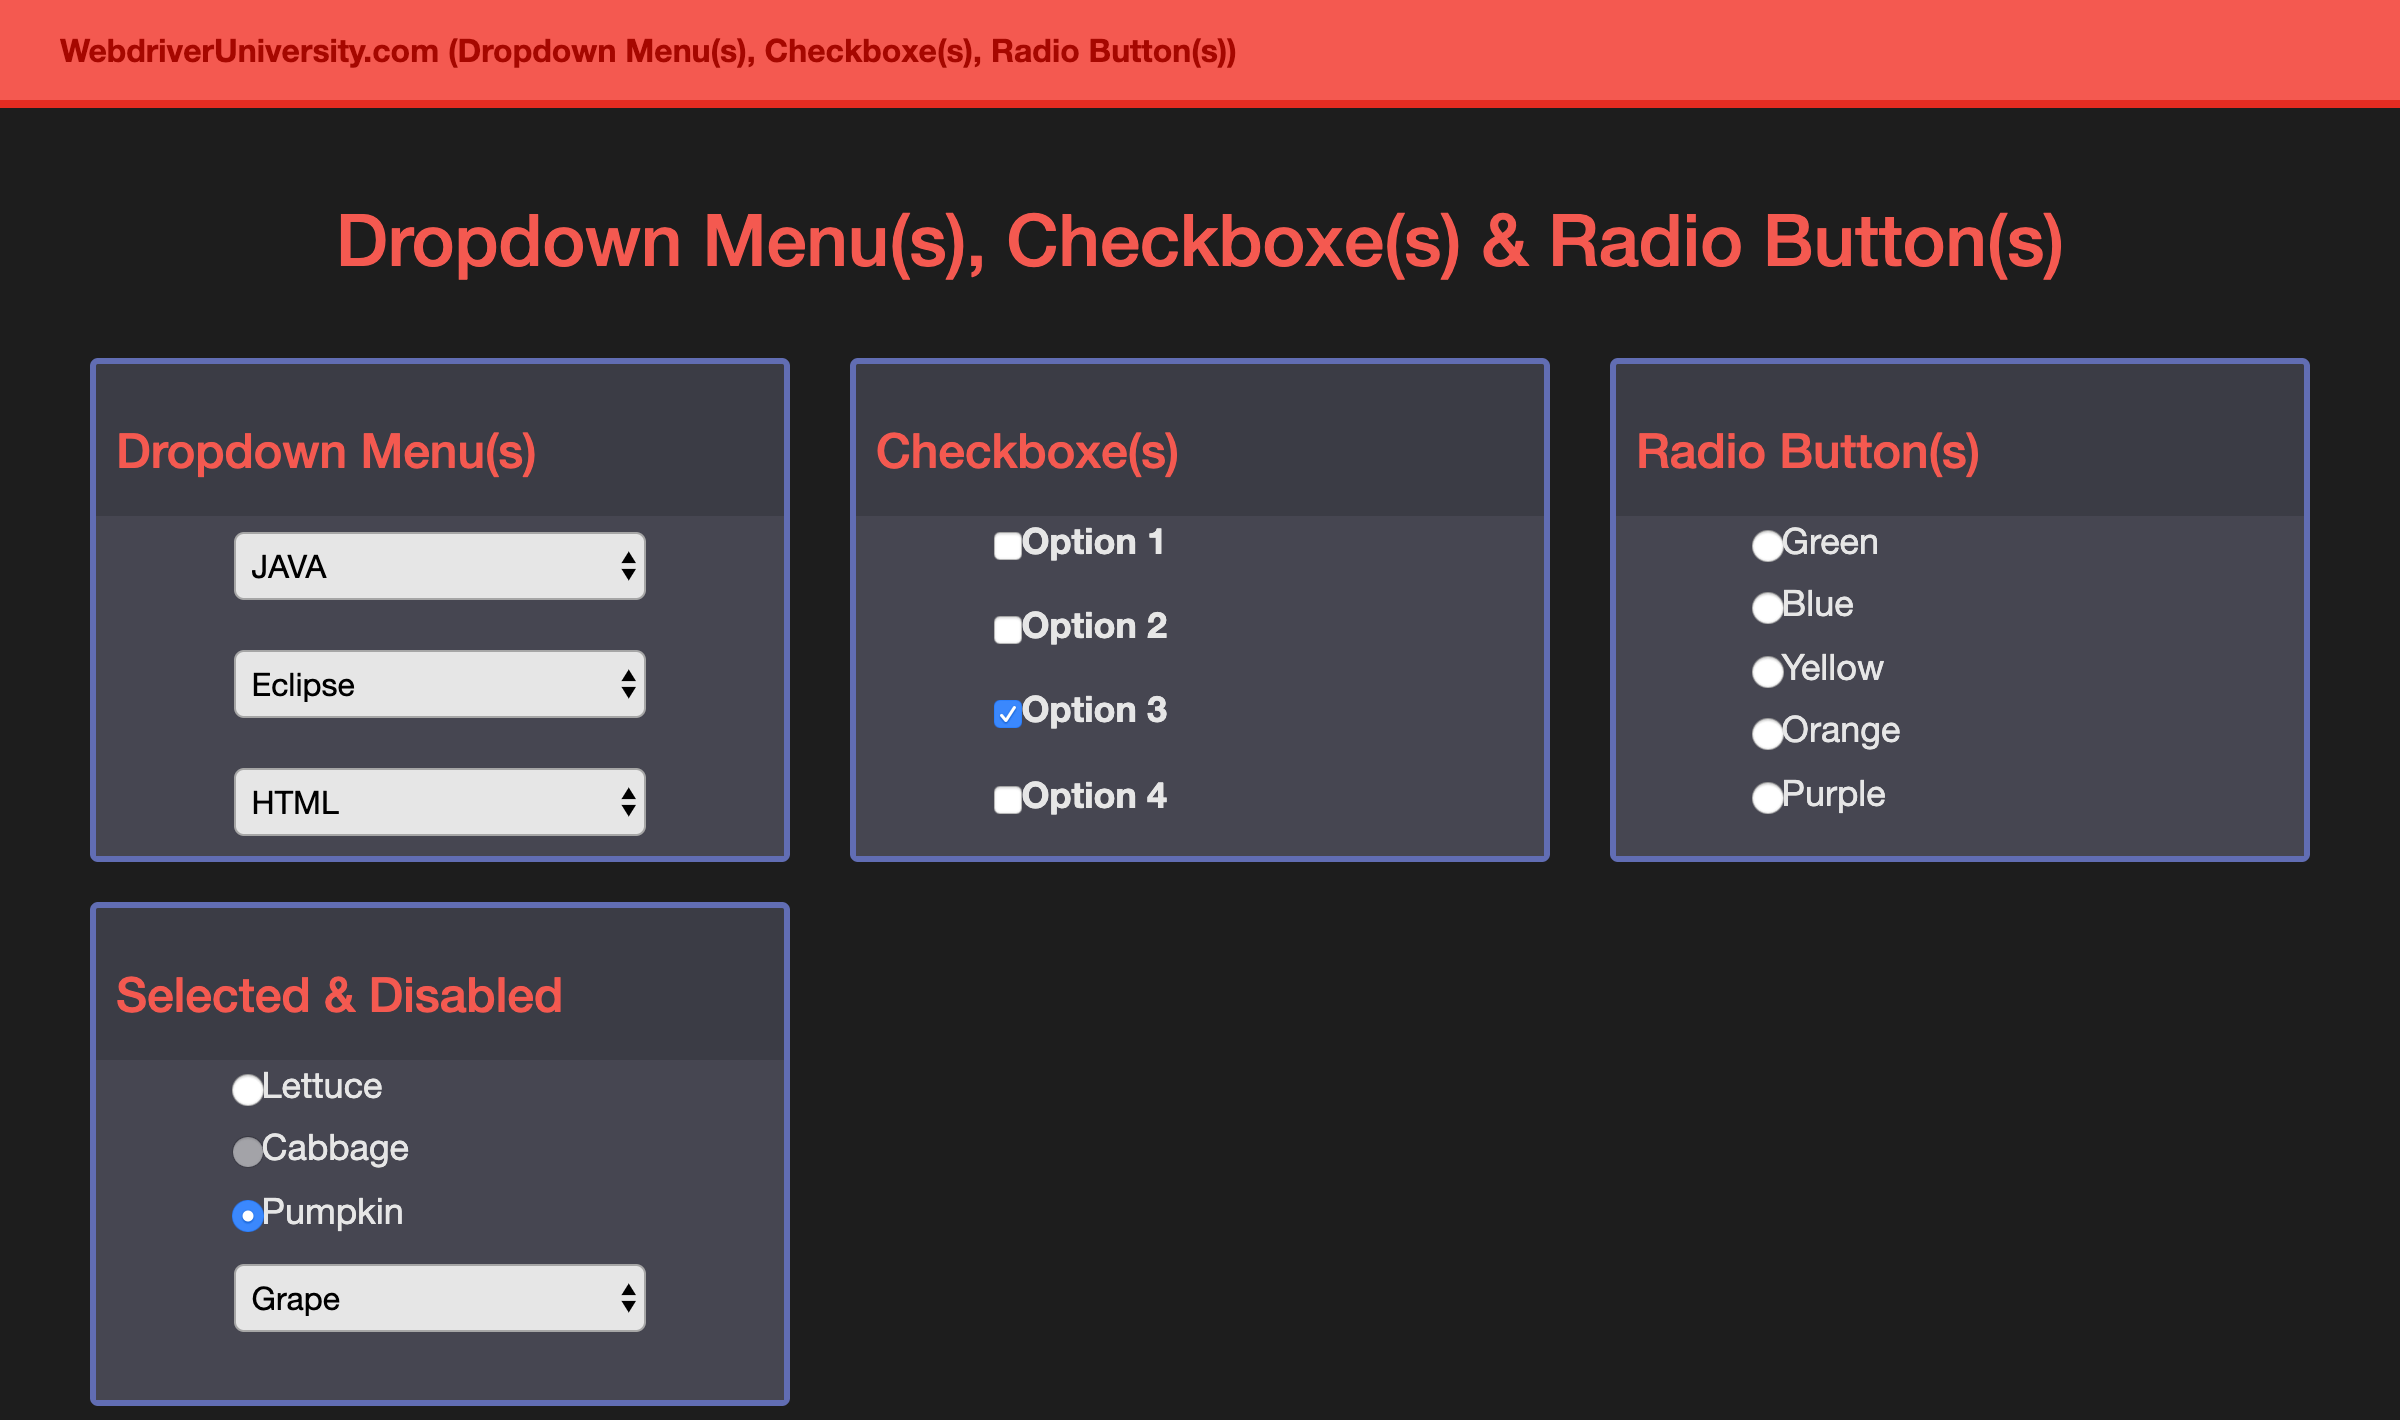 WebdriverUniversity.com (Dropdown Menu(s), Checkboxe(s), Radio Button(s))
Dropdown Menu(s), Checkboxe(s) & Radio Button(s)
Dropdown Menu(s)
JAVA
Eclipse
HTML
Checkboxe(s)
Option 1
Option 2
Option 3
Option 4
Radio Button(s)
Green
Blue
Yellow
Orange
Purple
Selected & Disabled
Lettuce
Cabbage
Pumpkin
Grape